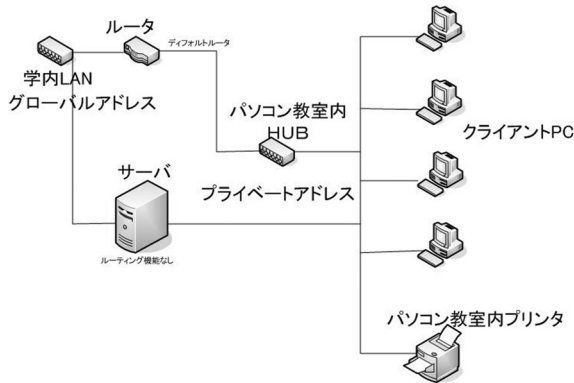 ルータ
ディフォルトルータ
学内LAN
グローバルアドレス
パソコン教室内
HUB
クライアントPC
サーバ
プライベートアドレス
ルーティング機能なし
パソコン教室内プリンタ